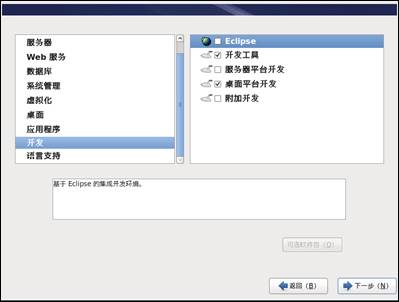 服务器
Web 服务
数据库
系统管理
虚拟化
桌面
应用程序
开发
语言支持
Eclipse
开发工具
服务器平台开发
桌面平台开发
附加开发
基于 Eclipse 的集成开发环境。
可选软件包（O）
返回（B）
下一步（N）